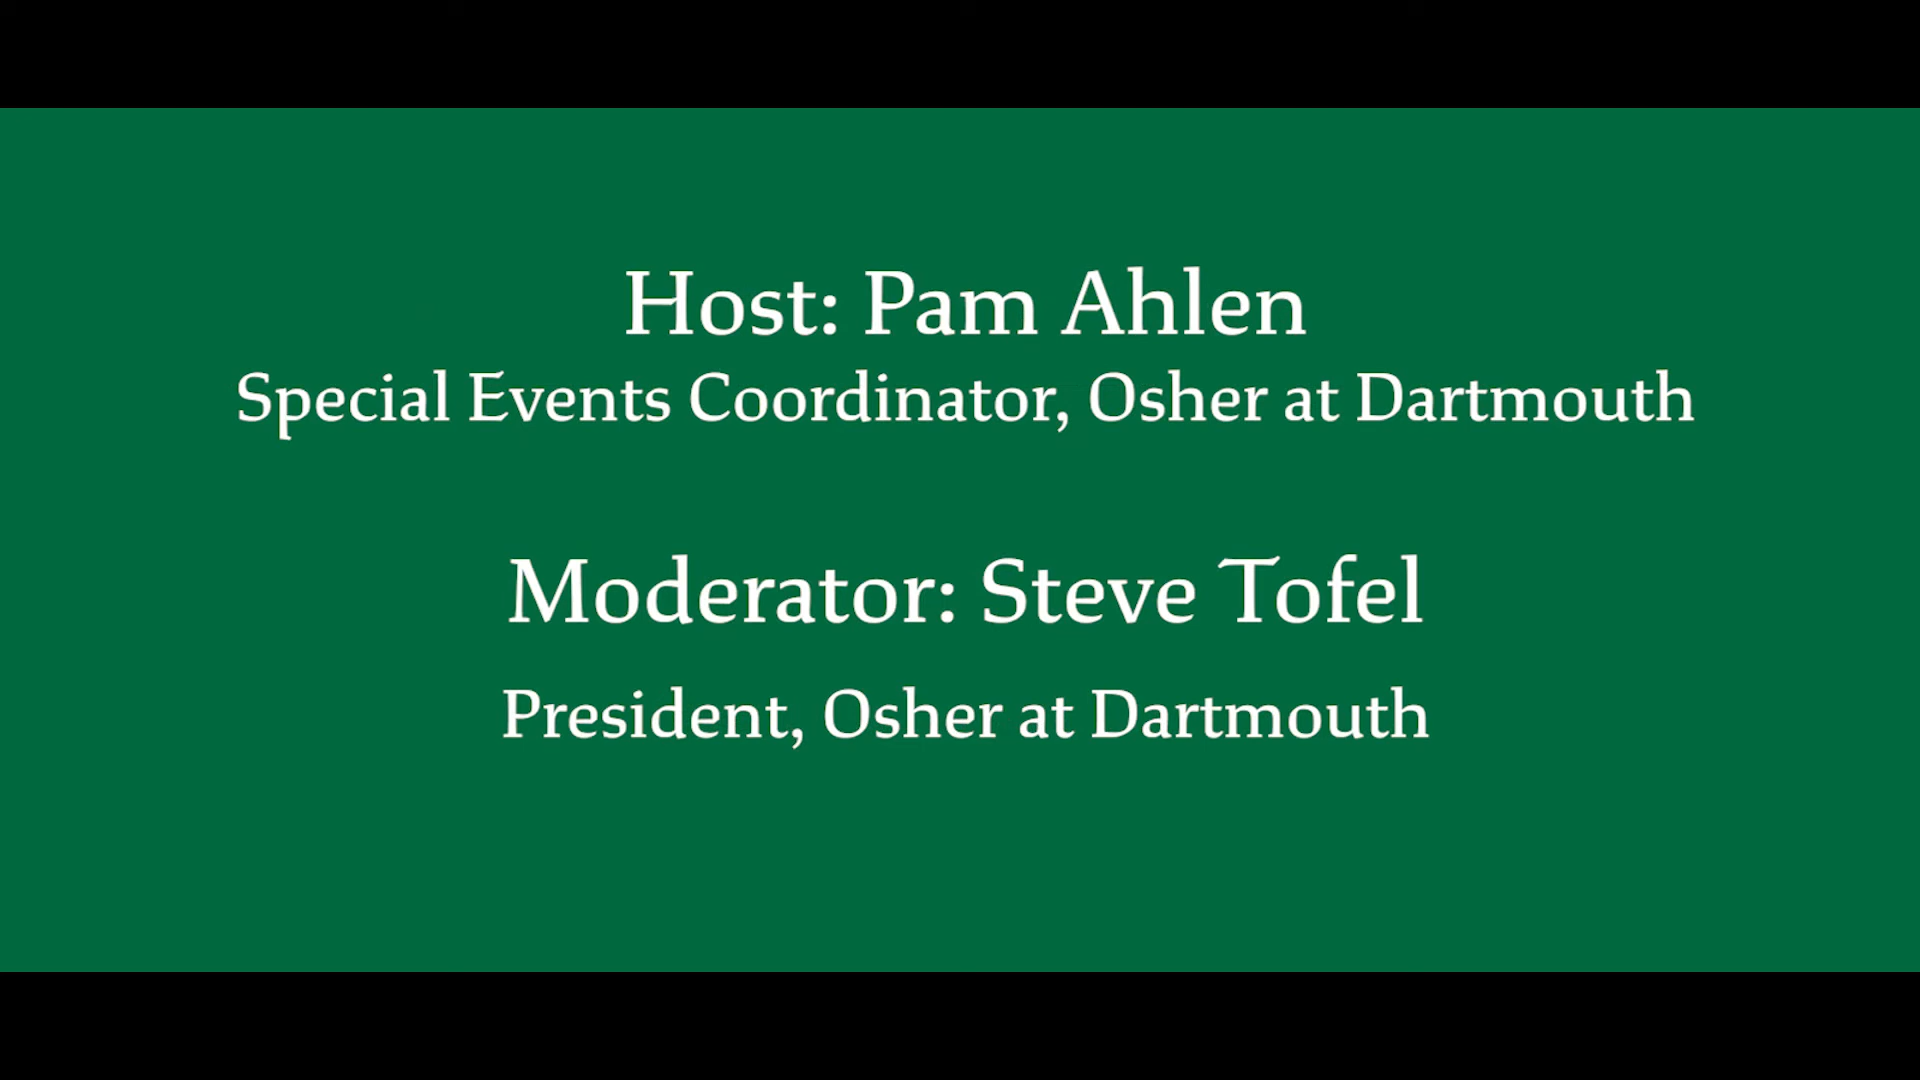 Host: Pam Ahlen
Special Events Coordinator, Osher at Dartmouth
Moderator: Steve Tofel
President, Osher at Dartmouth